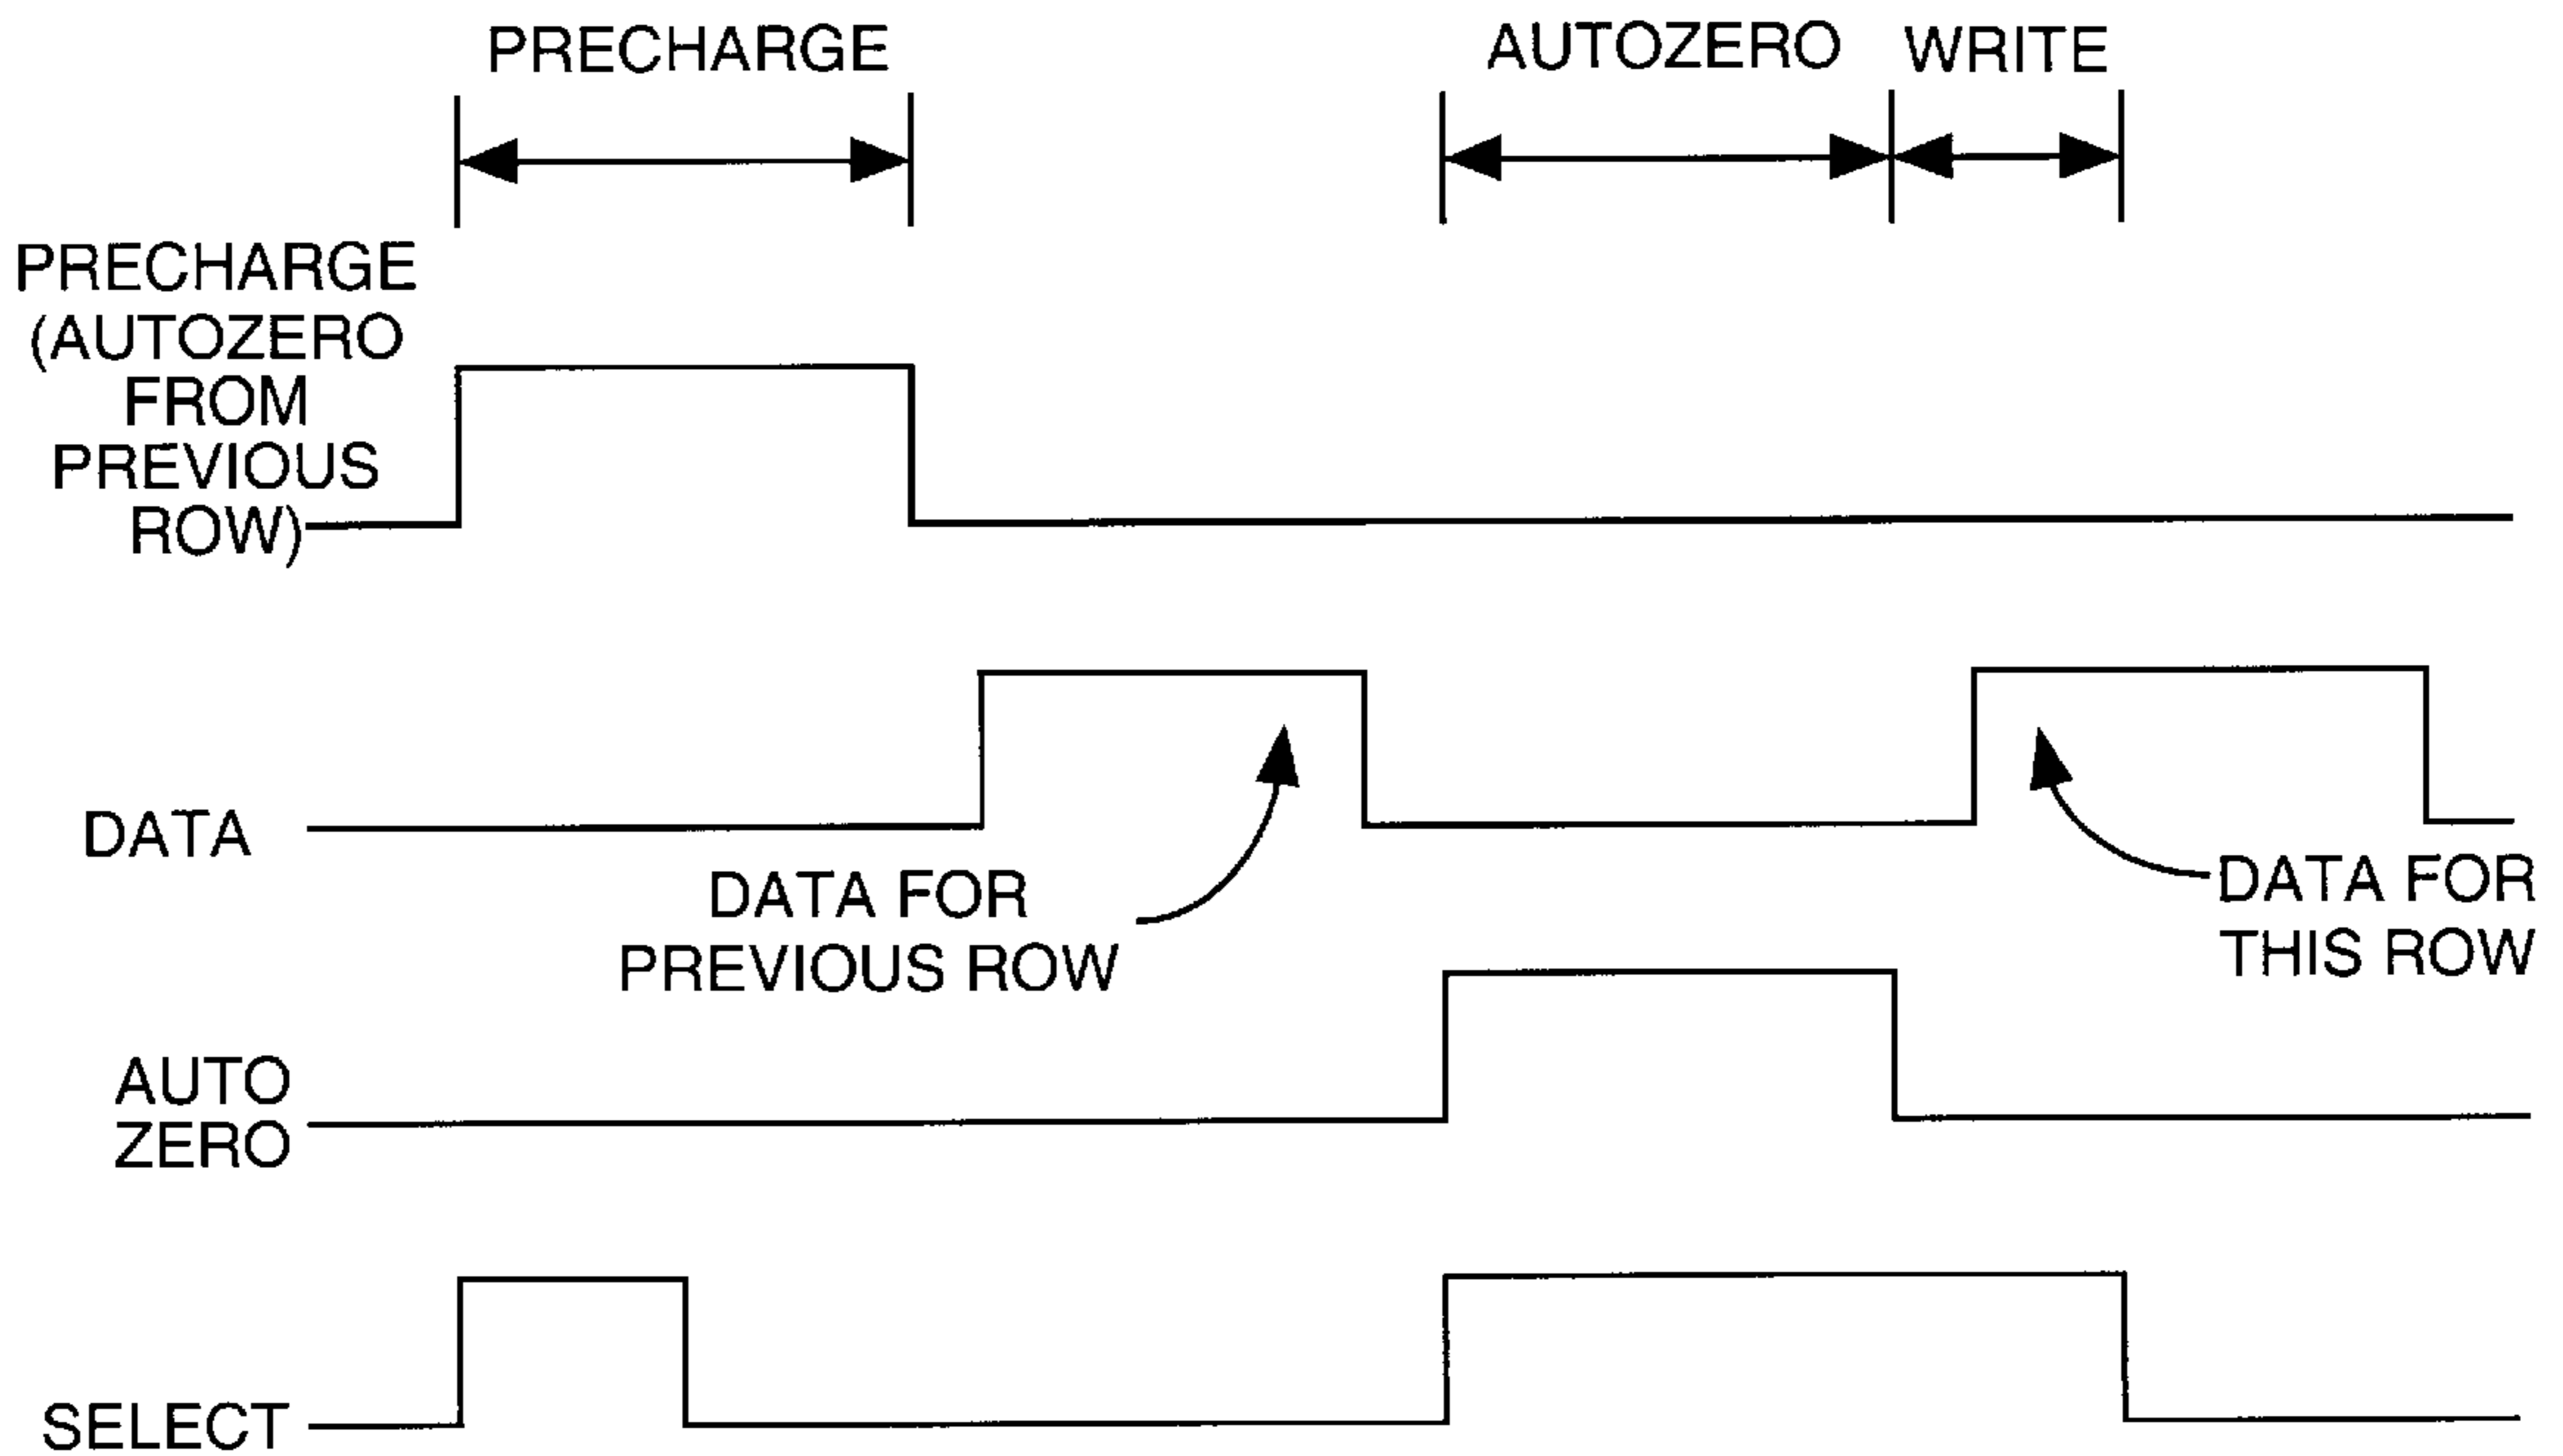 PRECHARGE
AUTOZERO
WRITE
PRECHARGE
(AUTOZERO
FROM
PREVIOUS
ROW)
DATA
DATA FOR
PREVIOUS ROW
DATA FOR
THIS ROW
AUTO
ZERO
SELECT